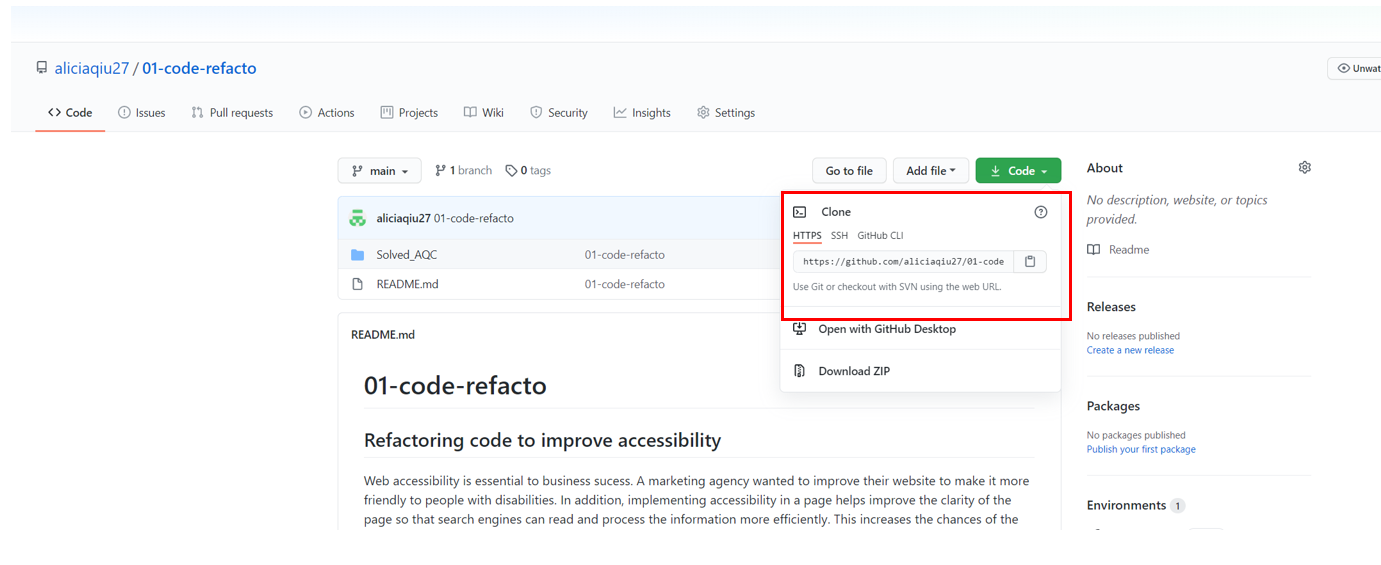 aliciaqiu27 / 01-code-refacto
Unwat
Code Issues Pull requests Actions Projects Wiki Security Insights Settings
main 1 branch 0 tags Go to file Add file Code
aliciaqiu27 01-code-refacto
Solved_AQC 01-code-refacto
README.md 01-code-refacto
Clone
HTTPS SSH GitHub CLI
https://github.com/aliciaqiu27/01-code
Use Git or checkout with SVN using the web URL.
Open with GitHub Desktop
Download ZIP
README.md
01-code-refacto
Refactoring code to improve accessibility
Web accessibility is essential to business sucess. A marketing agency wanted to improve their website to make it more
friendly to people with disabilities. In addition, implementing accessibility in a page helps improve the clarity of the
page so that search engines can read and process the information more efficiently. This increases the chances of the
About
No description, website, or topics
provided.
Readme
Releases
No releases published
Create a new release
Packages
No packages published
Publish your first package
Environments 1